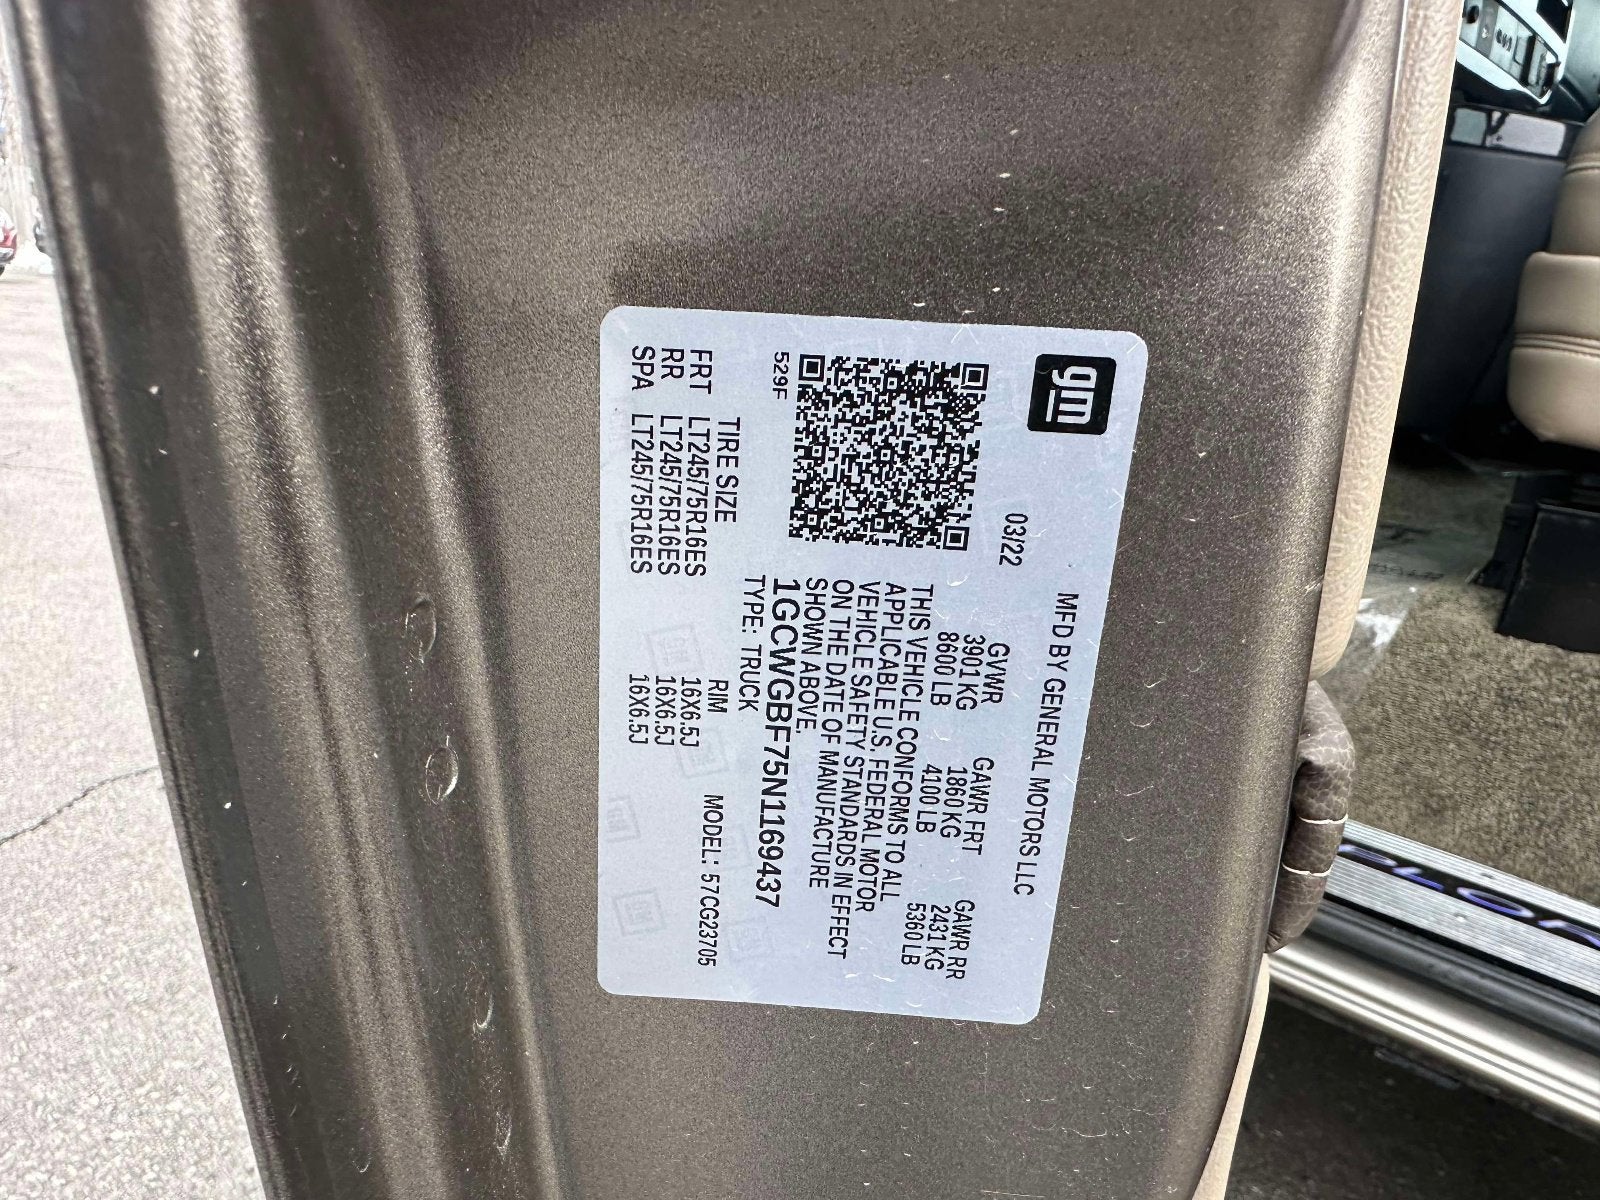 gm
MFD BY GENERAL MOTORS LLC
03/22
GVWR GAWR FRT GAWR RR
3901 KG 1860 KG 2431 KG
8600 LB 4100 LB 5360 LB
THIS VEHICLE CONFORMS TO ALL
APPLICABLE U.S. FEDERAL MOTOR
VEHICLE SAFETY STANDARDS IN EFFECT
ON THE DATE OF MANUFACTURE
SHOWN ABOVE.
529F
1GCWGBF75N1169437
TYPE: TRUCK
MODEL: 57 CG23705
TIRE SIZE RIM
FRT LT245/75R16ES 16X6.5J
RR LT245/75R16ES 16X6.5J
SPA LT245/75R16ES 16X6.5J